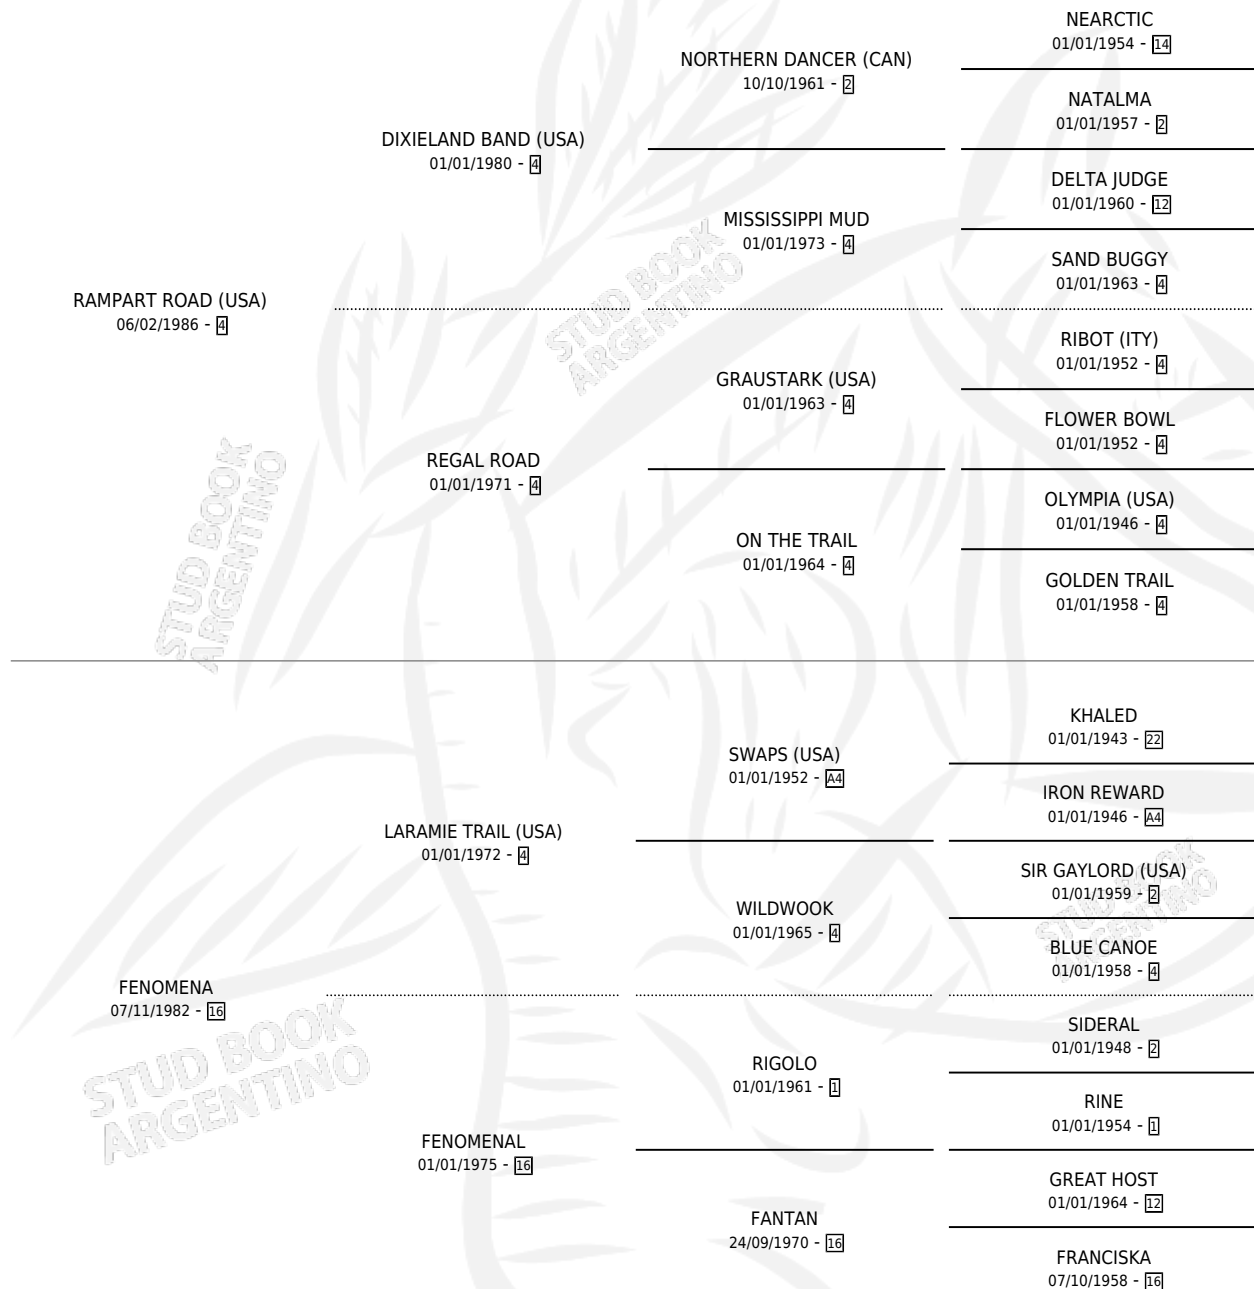 NEARCTIC
01/01/1954 - 14
NORTHERN DANCER (CAN)
10/10/1961 - 2
NATALMA
01/01/1957 - 2
DIXIELAND BAND (USA)
01/01/1980 - 4
DELTA JUDGE
01/01/1960 - 12
MISSISSIPPI MUD
01/01/1973 - 4
SAND BUGGY
01/01/1963 - 4
RAMPART ROAD (USA)
06/02/1986 - 4
STUD BOOK
ARGENTINO
RIBOT (ITY)
01/01/1952 - 4
GRAUSTARK (USA)
01/01/1963 - 4
FLOWER BOWL
01/01/1952 - 4
REGAL ROAD
01/01/1971 - 4
OLYMPIA (USA)
01/01/1946 - 4
ON THE TRAIL
01/01/1964 - 4
GOLDEN TRAIL
01/01/1958 - 4
STUD BOOK
ARGENTINO
KHALED
01/01/1943 - 22
SWAPS (USA)
01/01/1952 - A4
IRON REWARD
01/01/1946 - A4
LARAMIE TRAIL (USA)
01/01/1972 - 4
SIR GAYLORD (USA)
01/01/1959 - 2
WILDWOOK
01/01/1965 - 4
BLUE CANOE
01/01/1958 - 4
STUD BOOK
ARGENTINO
FENOMENA
07/11/1982 - 16
STUD BOOK
ARGENTINO
SIDERAL
01/01/1948 - 2
RIGOLO
01/01/1961 - 1
RINE
01/01/1954 - 1
FENOMENAL
01/01/1975 - 16
GREAT HOST
01/01/1964 - 12
FANTAN
24/09/1970 - 16
FRANCISKA
07/10/1958 - 16